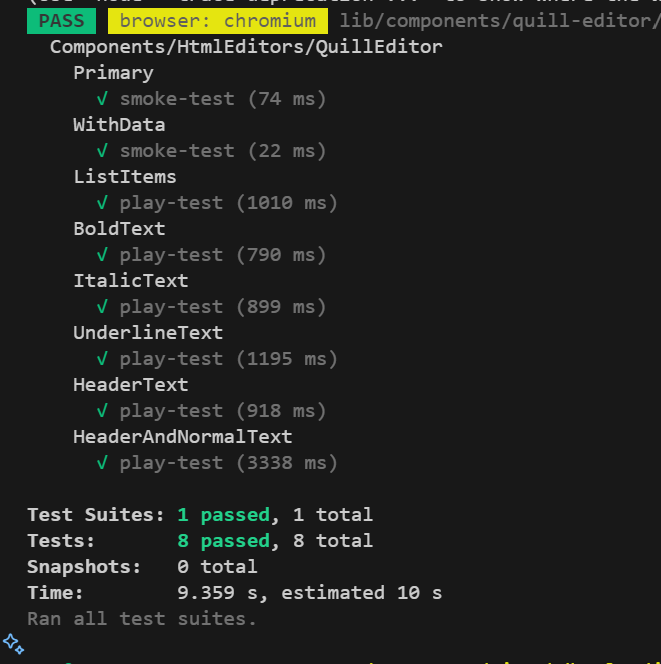 PASS browser: chromium lib/components/quill-editor/
Components/HtmlEditors/QuillEditor
Primary
√ smoke-test (74 ms)
WithData
√ smoke-test (22 ms)
ListItems
√ play-test (1010 ms)
BoldText
√ play-test (790 ms)
ItalicText
√ play-test (899 ms)
UnderlineText
√ play-test (1195 ms)
HeaderText
√ play-test (918 ms)
HeaderAndNormalText
√ play-test (3338 ms)
Test Suites: 1 passed, 1 total
Tests: 8 passed, 8 total
Snapshots: 0 total
Time: 9.359 s, estimated 10 s
Ran all test suites.